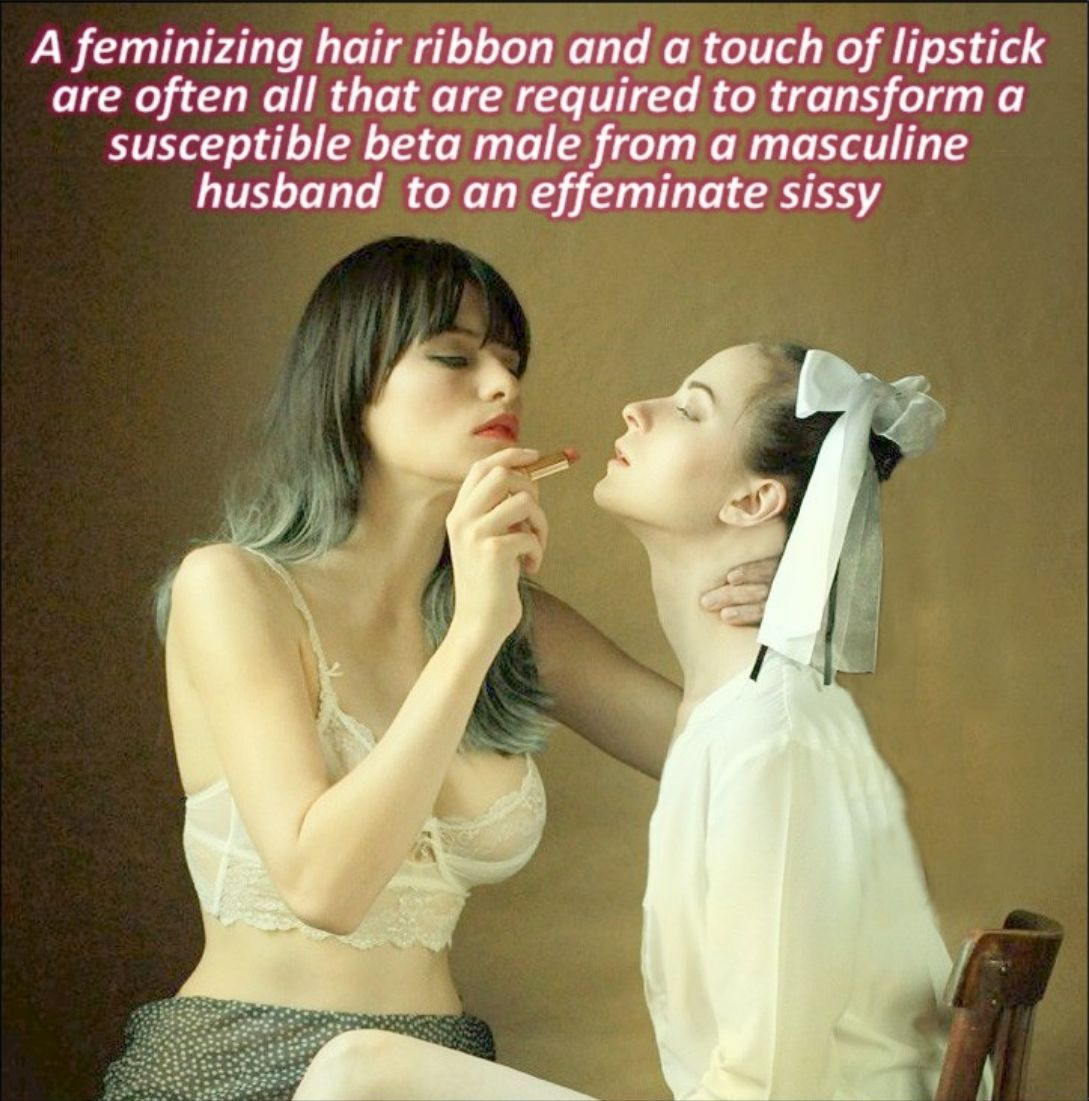 A feminizing hair ribbon and a touch of lipstick
are often all that are required to transform a
susceptible beta male from a masculine
husband  to an effeminate sissy